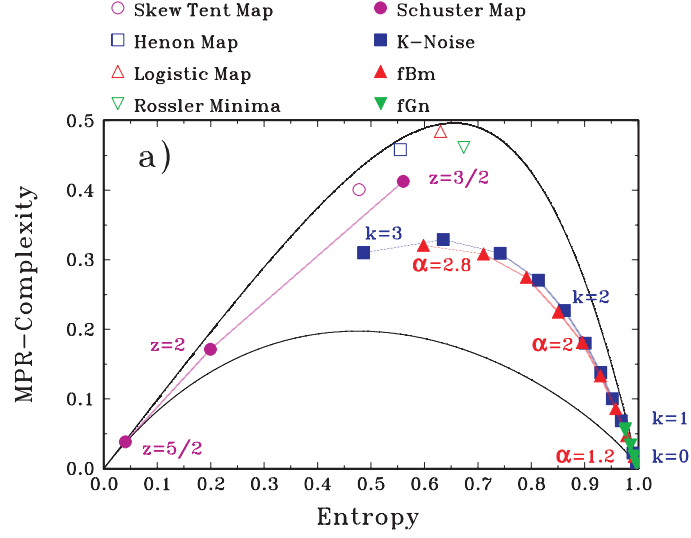 Skew Tent Map
Schuster Map
Henon Map
K-Noise
Logistic Map
fBm
Rossler Minima
fGn
a)
MPR-Complexity
0.5
0.4
0.3
0.2
0.1
0.0
z=3/2
k=3
α=2.8
k=2
z=2
α=2
k=1
z=5/2
α=1.2
k=0
0.0 0.1 0.2 0.3 0.4 0.5 0.6 0.7 0.8 0.9 1.0
Entropy